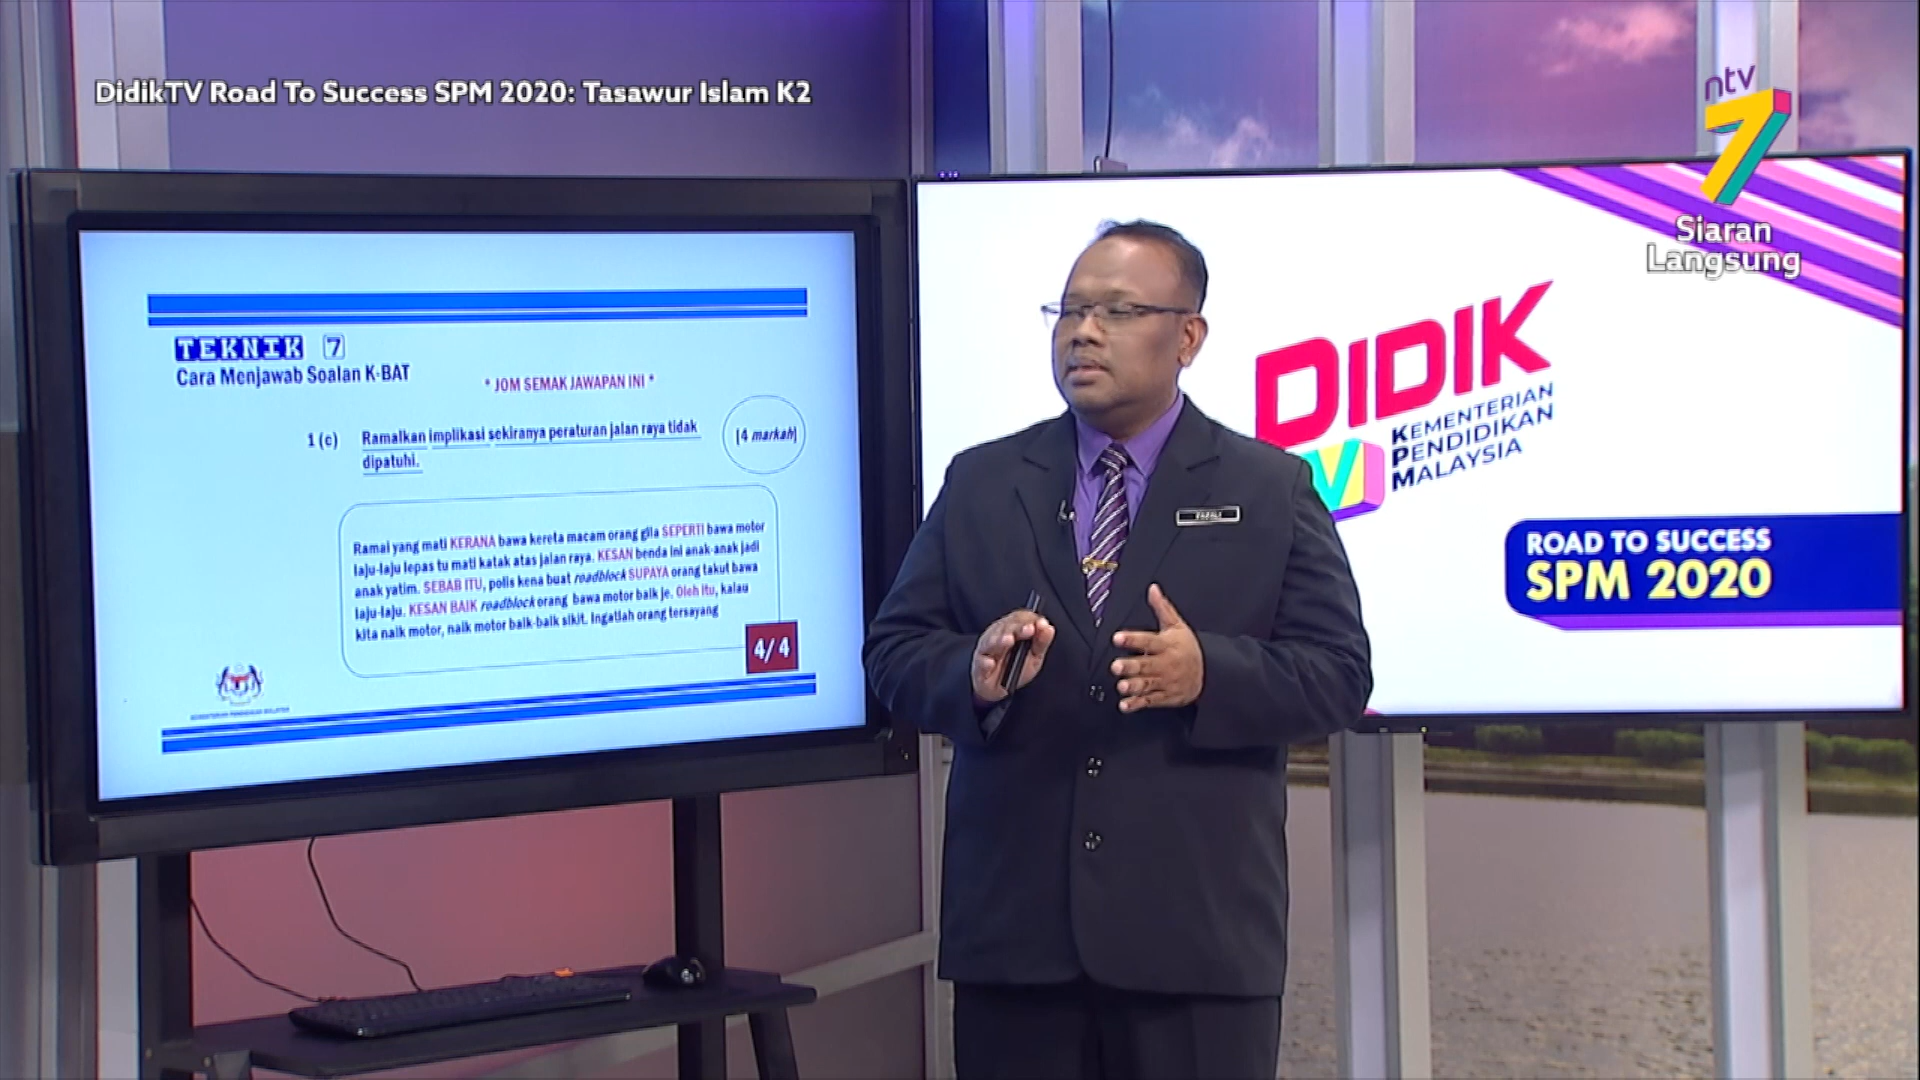 DidikTV Road To Success SPM 2020: Tasawur Islam K2
ntv
7
Siaran
Langsung
TEKNIK 7
Cara Menjawab Soalan K-BAT
* JOM SEMAK JAWAPAN INI *
1 (c) Ramalkan implikasi sekiranya peraturan jalan raya tidak
dipatuhi.
[4 markah]
Ramai yang mati KERANA bawa kereta macam orang gila SEPERTI bawa motor
laju-laju lepas tu mati katak atas jalan raya. KESAN benda ini anak-anak jadi
anak yatim. SEBAB ITU, polis kena buat roadblock SUPAYA orang takut bawa
laju-laju. KESAN BAIK roadblock orang bawa motor baik je. Oleh itu, kalau
kita naik motor, naik motor baik-baik sikit. Ingatlah orang tersayang
4/4
KEMENTERIAN PENDIDIKAN MALAYSIA
DIDIK
TV
KEMENTERIAN
PENDIDIKAN
MALAYSIA
ROAD TO SUCCESS
SPM 2020